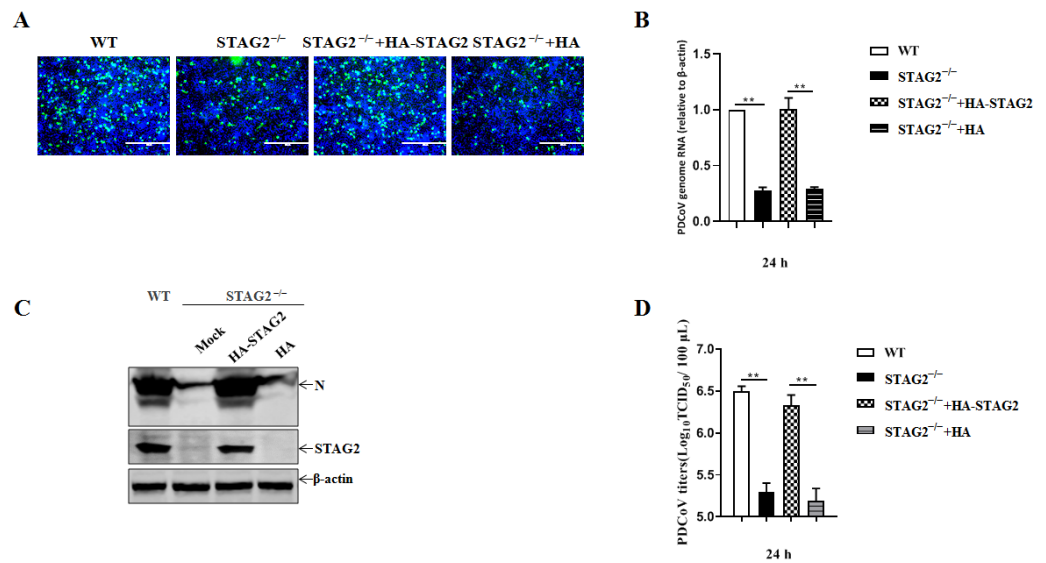 A
WT
STAG2⁻/⁻
STAG2⁻/⁻+HA-STAG2
STAG2⁻/⁻+HA
B
PDCoV genome RNA (relative to β-actin)
1.5
1.0
0.5
0.0
**
**
24 h
WT
STAG2⁻/⁻
STAG2⁻/⁻+HA-STAG2
STAG2⁻/⁻+HA
C
WT
STAG2⁻/⁻
Mock
HA-STAG2
HA
N
STAG2
β-actin
D
PDCoV titers(Log₁₀TCID₅₀/ 100 μL)
7.0
6.5
6.0
5.5
5.0
**
**
24 h
WT
STAG2⁻/⁻
STAG2⁻/⁻+HA-STAG2
STAG2⁻/⁻+HA